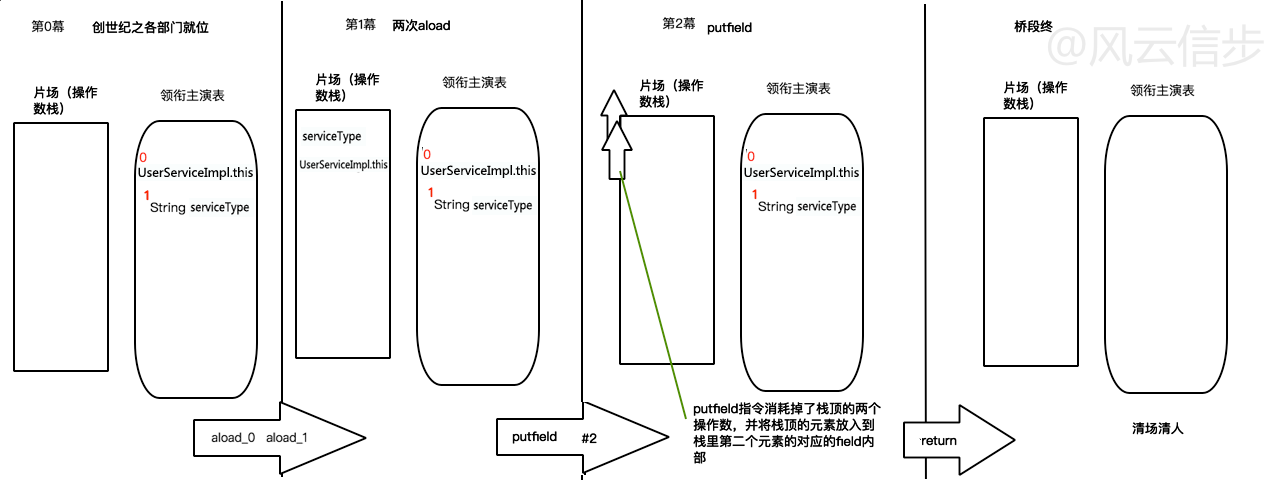 第0幕 创世纪之各部门就位
片场（操作
数栈）
领衔主演表
0
UserServiceImpl.this
1
String serviceType
aload_0 aload_1
第1幕 两次aload
片场（操作
数栈）
领衔主演表
serviceType
UserServiceImpl.this
0
UserServiceImpl.this
1
String serviceType
putfield #2
第2幕 putfield
片场（操作
数栈）
领衔主演表
0
UserServiceImpl.this
1
String serviceType
putfield指令消耗掉了栈顶的两个
操作数，并将栈顶的元素放入到
栈里第二个元素的对应的field内
部
return
桥段终
@风云信步
片场（操作
数栈）
领衔主演表
清场清人